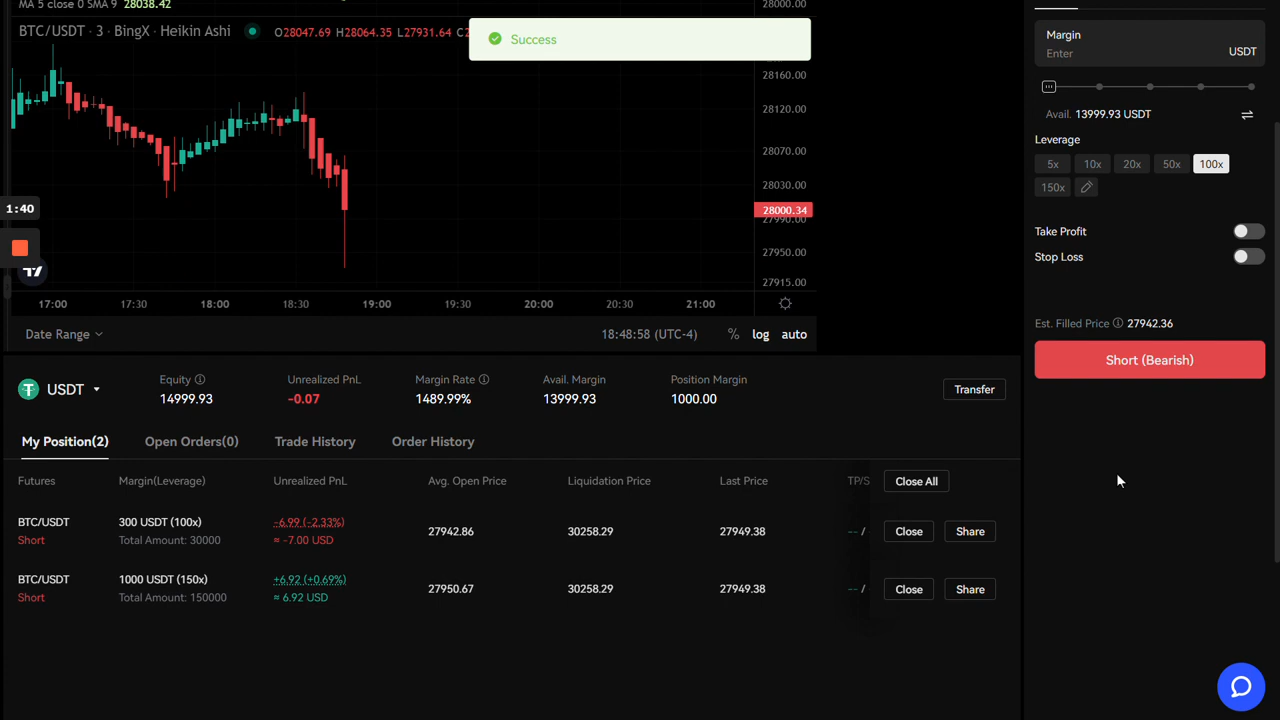 MA 5 close 0 SMA 9 28038.42
BTC/USDT · 3 · BingX · Heikin Ashi O28047.69 H28064.35 L27931.64
Success
28000.00
28160.00
28120.00
28070.00
28030.00
28000.34
27990.00
27950.00
27915.00
1:40
17:00 17:30 18:00 18:30 19:00 19:30 20:00 20:30 21:00
Date Range 18:48:58 (UTC-4) % log auto
Margin
Enter USDT
Avail. 13999.93 USDT
Leverage
5x 10x 20x 50x 100x
150x
Take Profit
Stop Loss
Est. Filled Price 27942.36
Short (Bearish)
USDT
Equity Unrealized PnL Margin Rate Avail. Margin Position Margin
14999.93 -0.07 1489.99% 13999.93 1000.00
Transfer
My Position(2) Open Orders(0) Trade History Order History
Futures Margin(Leverage) Unrealized PnL Avg. Open Price Liquidation Price Last Price TP/S Close All
BTC/USDT 300 USDT (100x) -6.99 (-2.33%) 27942.86 30258.29 27949.38 -- / Close Share
Short Total Amount: 30000 ≈ -7.00 USD
BTC/USDT 1000 USDT (150x) +6.92 (+0.69%) 27950.67 30258.29 27949.38 -- / Close Share
Short Total Amount: 150000 ≈ 6.92 USD